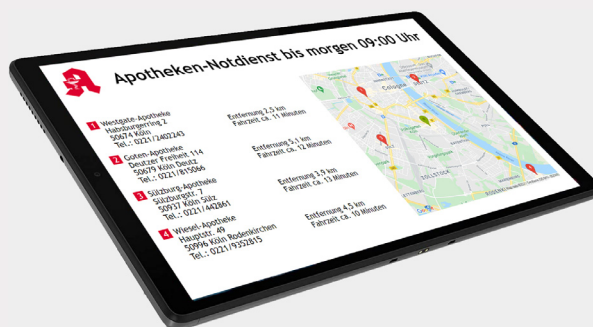 Apotheken-Notdienst bis morgen 09:00 Uhr
1 Westgate-Apotheke
Habsburgerring 2
50674 Köln
Tel.: 0221/2402243
Entfernung 2,5 km
Fahrzeit ca. 11 Minuten
2 Goten-Apotheke
Deutzer Freiheit 114
50679 Köln Deutz
Tel.: 0221/815066
Entfernung 5,1 km
Fahrzeit ca. 12 Minuten
3 Sülzburg-Apotheke
Sülzburgstr. 7
50937 Köln Sülz
Tel.: 0221/442861
Entfernung 3,9 km
Fahrzeit ca. 13 Minuten
4 Wiesel-Apotheke
Hauptstr. 49
50996 Köln Rodenkirchen
Tel.: 0221/9352815
Entfernung 4,5 km
Fahrzeit ca. 10 Minuten
Cologne